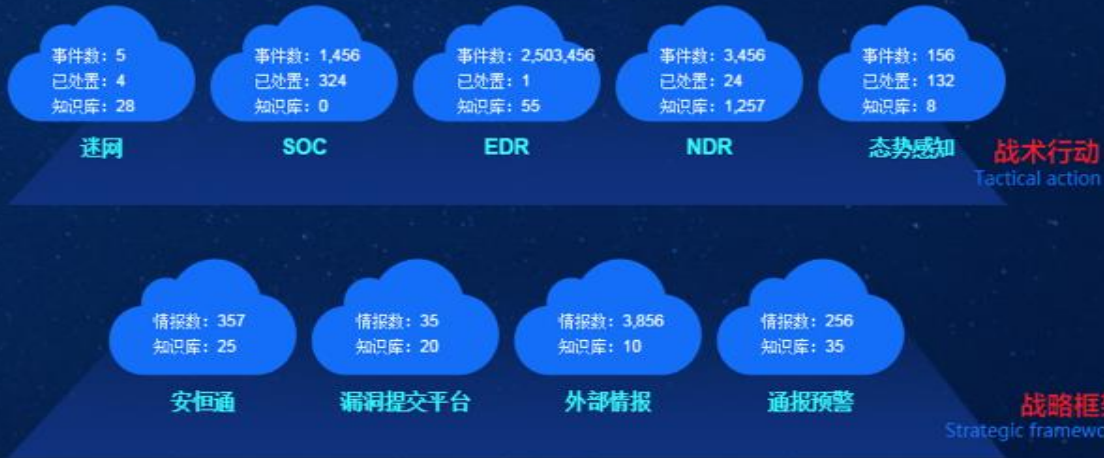 事件数：5
已处置：4
知识库：28
迷网
事件数：1,456
已处置：324
知识库：0
SOC
事件数：2,503,456
已处置：1
知识库：55
EDR
事件数：3,456
已处置：24
知识库：1,257
NDR
事件数：156
已处置：132
知识库：8
态势感知
战术行动
Tactical action
情报数：357
知识库：25
安恒通
情报数：35
知识库：20
漏洞提交平台
情报数：3,856
知识库：10
外部情报
情报数：256
知识库：35
通报预警
战略框
Strategic framewo